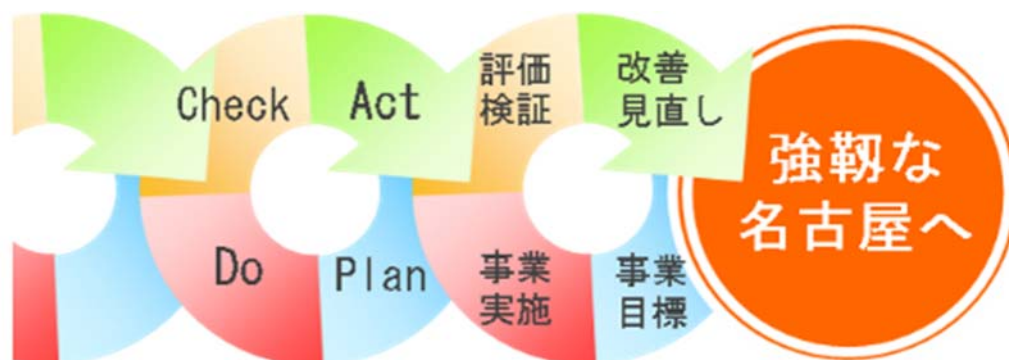 Check
Act
Do
Plan
評価
検証
改善
見直し
事業
実施
事業
目標
強靱な
名古屋へ